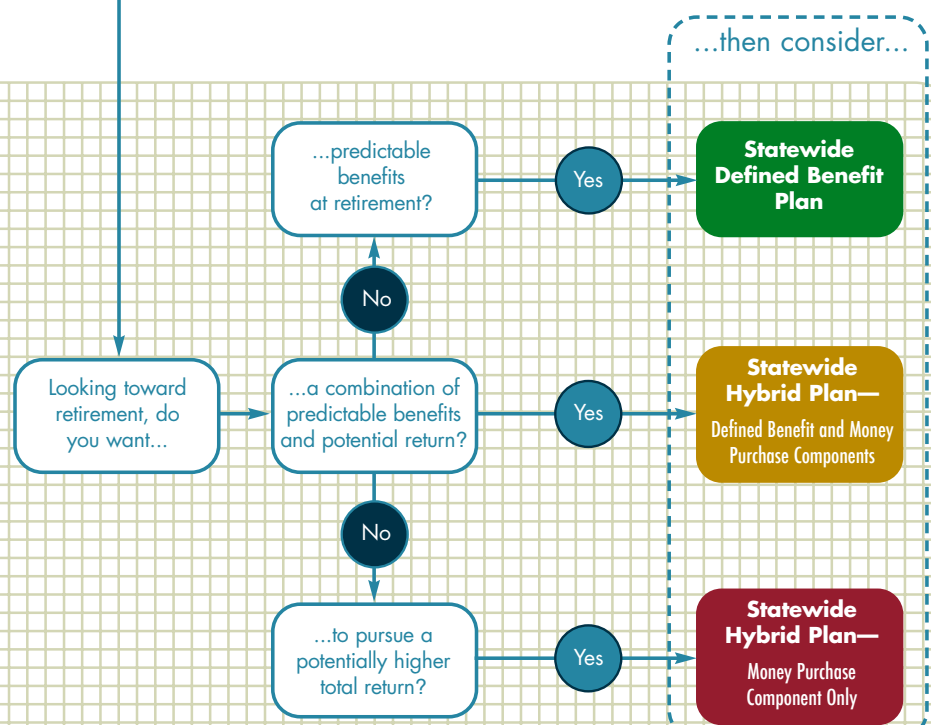 ...then consider...
...predictable
benefits
at retirement?
Yes
Statewide
Defined Benefit
Plan
No
Looking toward
retirement, do
you want...
...a combination of
predictable benefits
and potential return?
Yes
Statewide
Hybrid Plan—
Defined Benefit and Money
Purchase Components
No
...to pursue a
potentially higher
total return?
Yes
Statewide
Hybrid Plan—
Money Purchase
Component Only